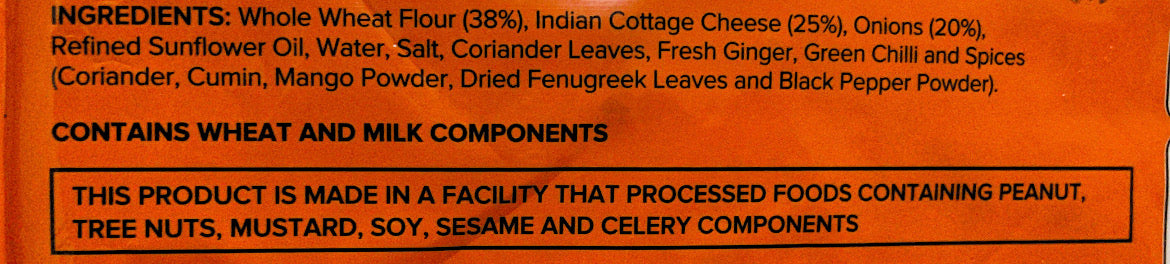 INGREDIENTS: Whole Wheat Flour (38%), Indian Cottage Cheese (25%), Onions (20%),
Refined Sunflower Oil, Water, Salt, Coriander Leaves, Fresh Ginger, Green Chilli and Spices
(Coriander, Cumin, Mango Powder, Dried Fenugreek Leaves and Black Pepper Powder).
CONTAINS WHEAT AND MILK COMPONENTS
THIS PRODUCT IS MADE IN A FACILITY THAT PROCESSED FOODS CONTAINING PEANUT,
TREE NUTS, MUSTARD, SOY, SESAME AND CELERY COMPONENTS